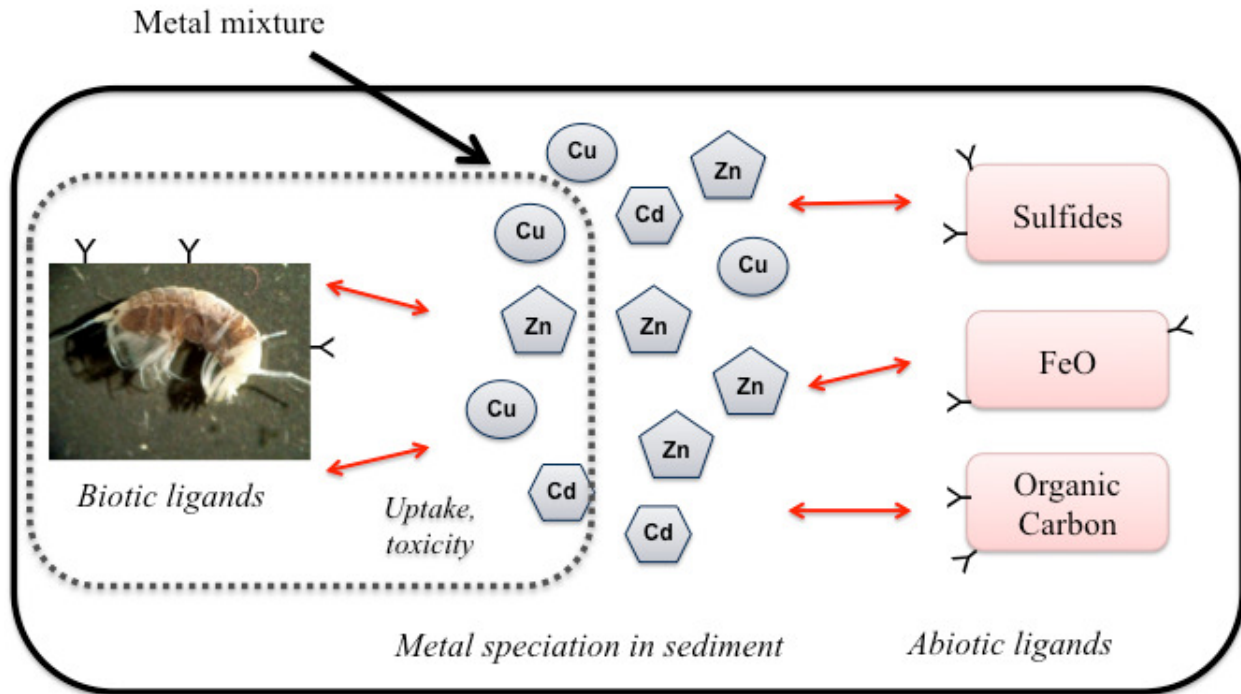 Metal mixture
Cu
Zn
Cd
Sulfides
Cu
Cu
Zn
Zn
FeO
Zn
Cu
Zn
Organic
Carbon
Cd
Biotic ligands
Uptake,
toxicity
Cd
Metal speciation in sediment
Abiotic ligands